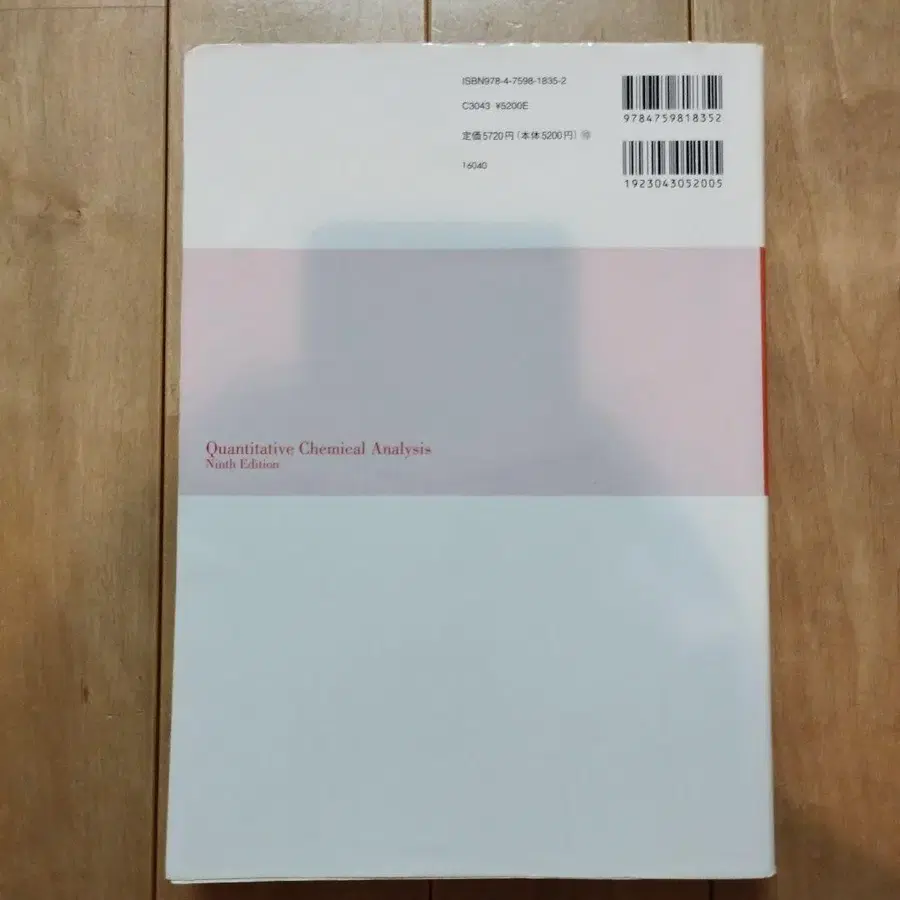 ISBN978-4-7598-1835-2
C3043 ¥5200E
定価5720円(本体5200円)⑩
16040
9784759818352
1923043052005
Quantitative Chemical Analysis
Ninth Edition